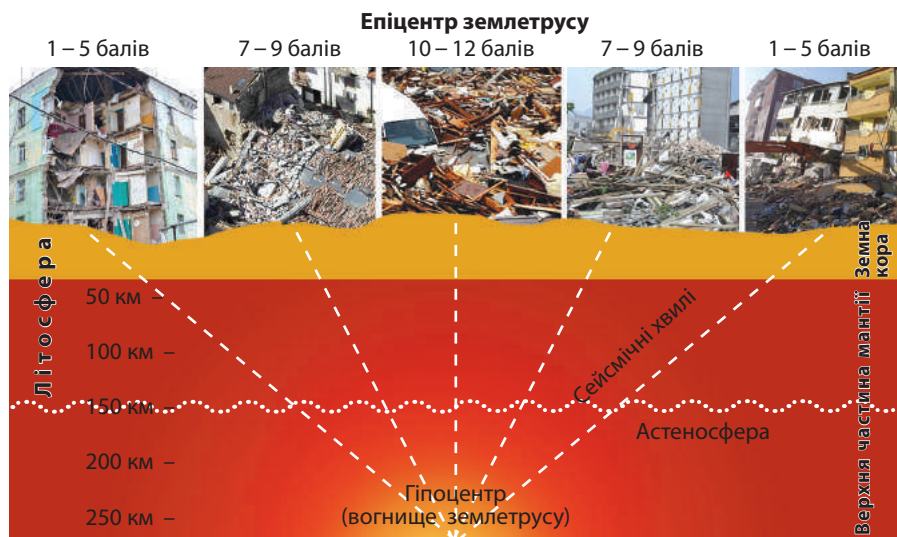 Епіцентр землетрусу
1 – 5 балів
7 – 9 балів
10 – 12 балів
7 – 9 балів
1 – 5 балів
Літосфера
Земна
кора
50 км –
100 км –
150 км –
200 км –
250 км –
Сейсмічні хвилі
Астеносфера
Верхня частина мантії
Гіпоцентр
(вогнище землетрусу)